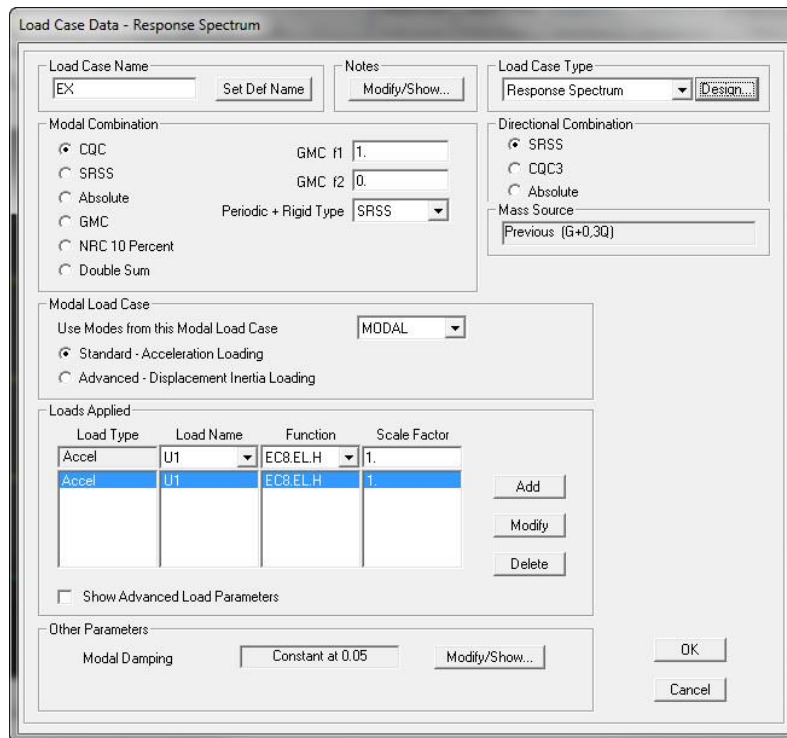 Load Case Data - Response Spectrum
Load Case Name
EX
Set Def Name
Notes
Modify/Show...
Load Case Type
Response Spectrum
Design...
Modal Combination
CQC
SRSS
Absolute
GMC
NRC 10 Percent
Double Sum
GMC f1 1.
GMC f2 0.
Periodic + Rigid Type SRSS
Directional Combination
SRSS
CQC3
Absolute
Mass Source
Previous (G+0,3Q)
Modal Load Case
Use Modes from this Modal Load Case MODAL
Standard - Acceleration Loading
Advanced - Displacement Inertia Loading
Loads Applied
Load Type Load Name Function Scale Factor
Accel U1 EC8.EL.H 1.
Accel U1 EC8.EL.H 1.
Add
Modify
Delete
Show Advanced Load Parameters
Other Parameters
Modal Damping Constant at 0.05 Modify/Show...
OK
Cancel